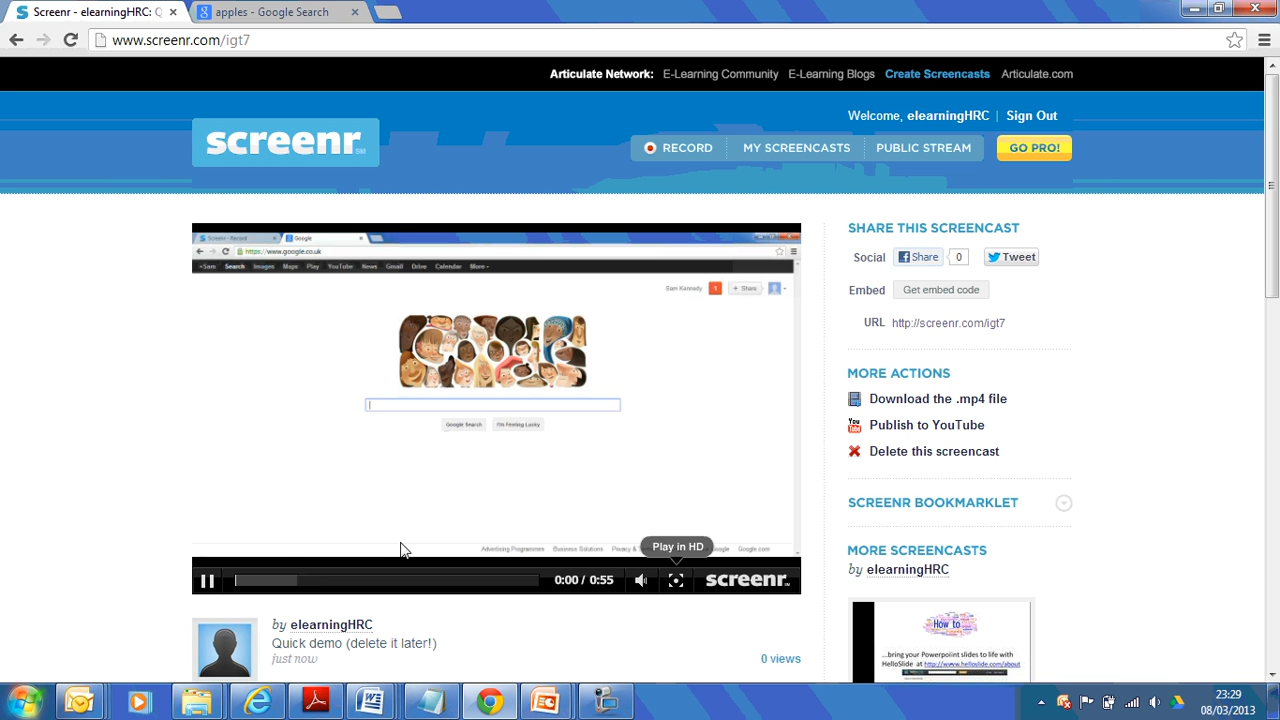 Screenr - elearningHRC: Q
apples - Google Search
www.screenr.com/igt7
Articulate Network: E-Learning Community E-Learning Blogs Create Screencasts Articulate.com
Welcome, elearningHRC | Sign Out
screenr
RECORD MY SCREENCASTS PUBLIC STREAM GO PRO!
Screenr - Record
Google
https://www.google.co.uk
+Sam Search Images Maps Play YouTube News Gmail Drive Calendar More
Sam Kennedy 1 + Share
Google Search I'm Feeling Lucky
Advertising Programmes Business Solutions Privacy & Google Google.com
Play in HD
0:00 / 0:55 screenr
by elearningHRC
Quick demo (delete it later!)
just now
0 views
SHARE THIS SCREENCAST
Social Share 0 Tweet
Embed Get embed code
URL http://screenr.com/igt7
MORE ACTIONS
Download the .mp4 file
You Tube Publish to YouTube
Delete this screencast
SCREENR BOOKMARKLET
MORE SCREENCASTS
by elearningHRC
How to
...bring your Powerpoint slides to life with
HelloSlide at http://www.helloslide.com/about
23:29
08/03/2013